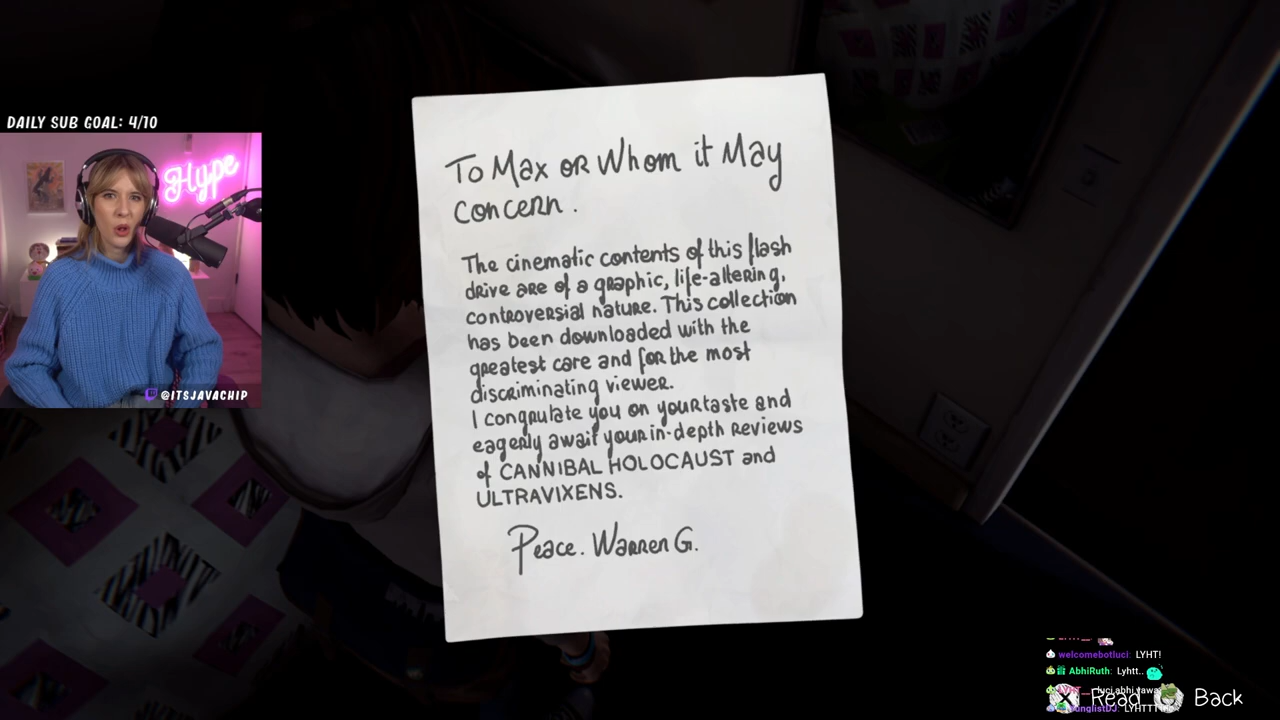 DAILY SUB GOAL: 4/10
Hype
@ITSJAVACHIP
To Max or Whom it May
Concern.
The cinematic contents of this flash
drive are of a graphic, life-altering,
controversial nature. This collection
has been downloaded with the
greatest care and for the most
discriminating viewer.
I congrulate you on your taste and
eagerly await your in-depth reviews
of CANNIBAL HOLOCAUST and
ULTRAVIXENS.
Peace. Warren G.
welcomebotluci: LYHT!
AbhiRuth: Lyhtt..
Read
Back